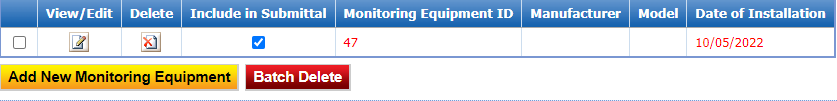 View/Edit Delete Include in Submittal Monitoring Equipment ID Manufacturer Model Date of Installation
47 10/05/2022
Add New Monitoring Equipment Batch Delete